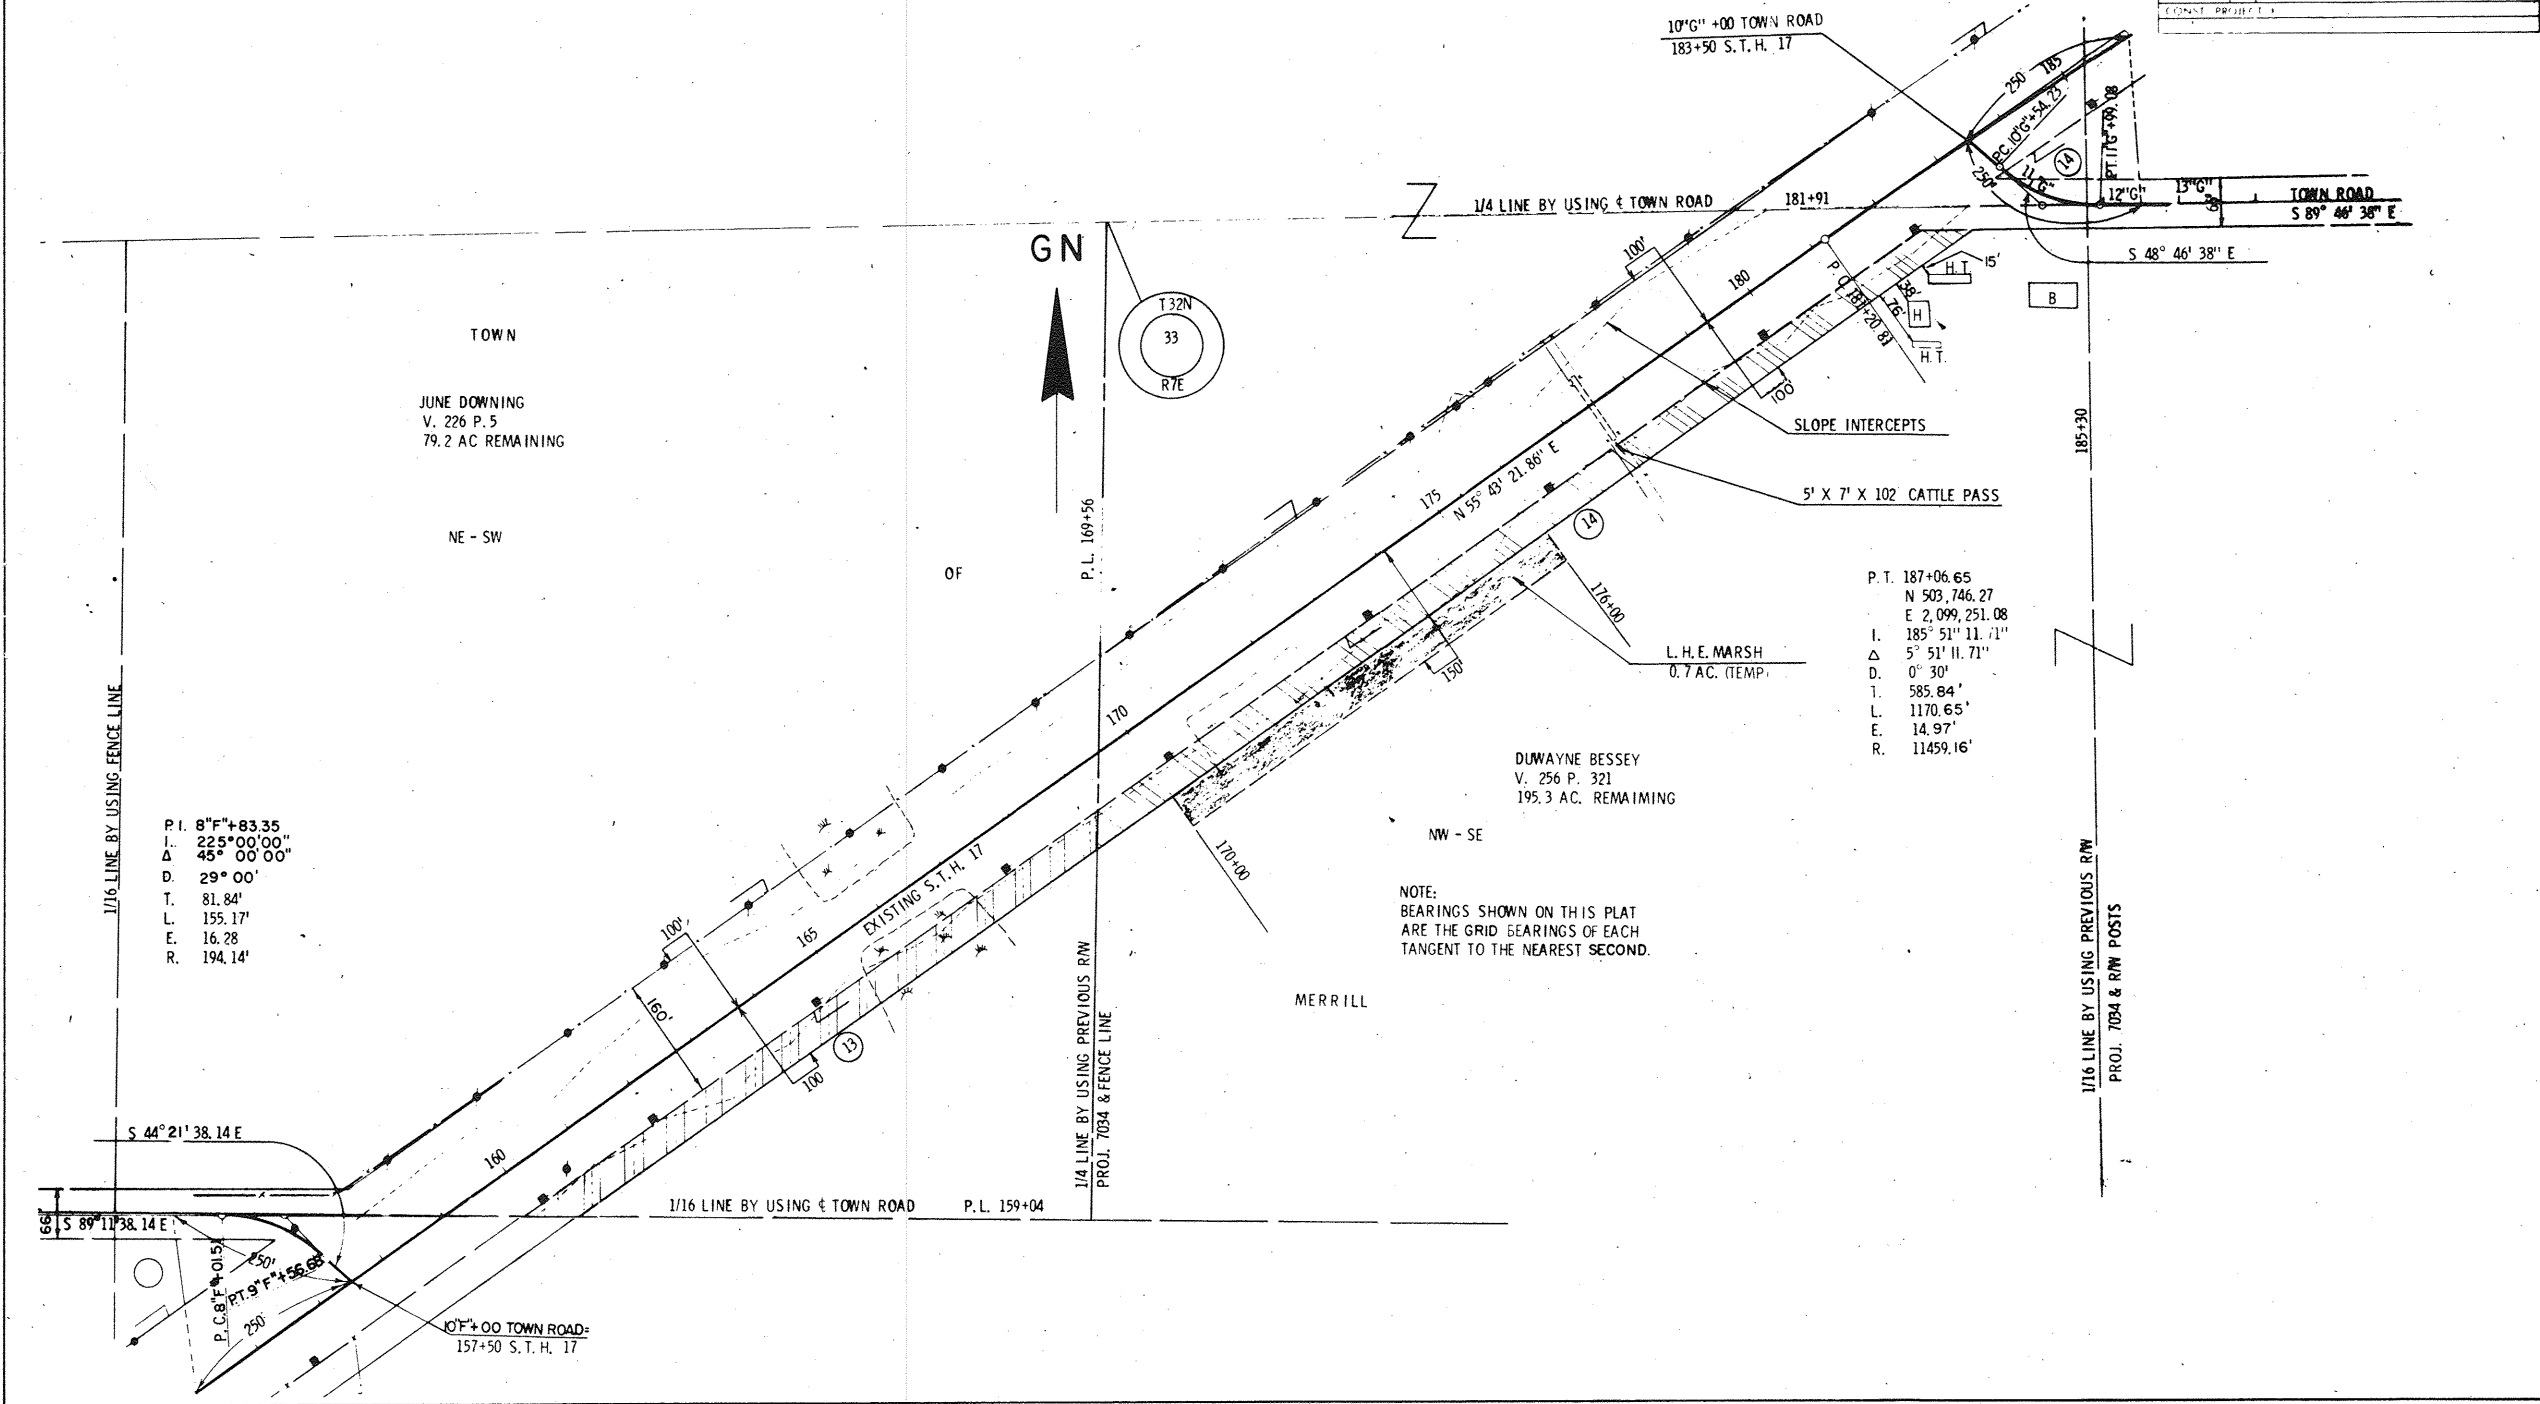 CONST. PROJECT
10"G" +00 TOWN ROAD
183+50 S.T.H. 17
250
185
P.C. 10"G"+54.23
P.T. 11"G"+99.08
14
250'
11"G"
12"G"
13"G"
TOWN ROAD
S 89° 46' 38" E
S 48° 46' 38" E
1/4 LINE BY USING ℄ TOWN ROAD
181+91
GN
T32N
33
R7E
100'
180
15'
H.T.
38'
76'
H
H.T.
B
100'
SLOPE INTERCEPTS
TOWN
JUNE DOWNING
V. 226 P. 5
79.2 AC REMAINING
NE - SW
OF
P.L. 169+56
175
N 55° 43' 21.86" E
5' X 7' X 102' CATTLE PASS
14
185+30
176+00
P.T. 187+06.65
N 503,746.27
E 2,099,251.08
I. 185° 51" 11.71"
Δ 5° 51' 11.71"
D. 0° 30'
T. 585.84'
L. 1170.65'
E. 14.97'
R. 11459.16'
L.H.E. MARSH
0.7 AC. (TEMP)
150'
170
DUWAYNE BESSEY
V. 256 P. 321
195.3 AC. REMAIMING
NW - SE
170+00
NOTE:
BEARINGS SHOWN ON THIS PLAT
ARE THE GRID BEARINGS OF EACH
TANGENT TO THE NEAREST SECOND.
MERRILL
1/16 LINE BY USING FENCE LINE
P.I. 8"F"+83.35
I. 225°00'00"
Δ 45° 00'00"
D. 29° 00'
T. 81.84'
L. 155.17'
E. 16.28
R. 194.14'
EXISTING S.T.H. 17
165
100'
160'
100
13
160
1/4 LINE BY USING PREVIOUS R/W
PROJ. 7034 & FENCE LINE
1/16 LINE BY USING PREVIOUS R/W
PROJ. 7034 & R/W POSTS
S 44°21' 38.14 E
1/16 LINE BY USING ℄ TOWN ROAD
P.L. 159+04
66'
S 89°11'38.14 E
250'
P.T. 9"F"+56.68
P.C. 8"F"+01.51
250'
10"F"+00 TOWN ROAD=
157+50 S.T.H. 17